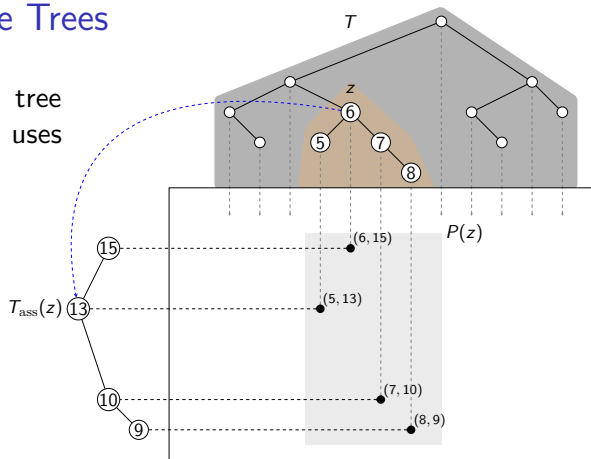 e Trees
T
tree
uses
z
6
5
7
8
P(z)
15
(6,15)
T_ass(z)
13
(5,13)
10
(7,10)
9
(8,9)